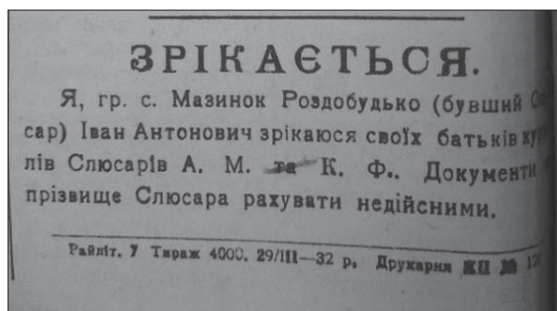 ЗРІКАЄТЬСЯ.
Я, гр. с. Мазинок Роздобудько (бувший
сар) Іван Антонович зрікаюся своїх батьків
лів Слюсарів А. М. та К. Ф.. Документи
прізвище Слюсара рахувати недійсними.
Райліт. 7 Тираж 4000. 29/III—32 р. Друкарня